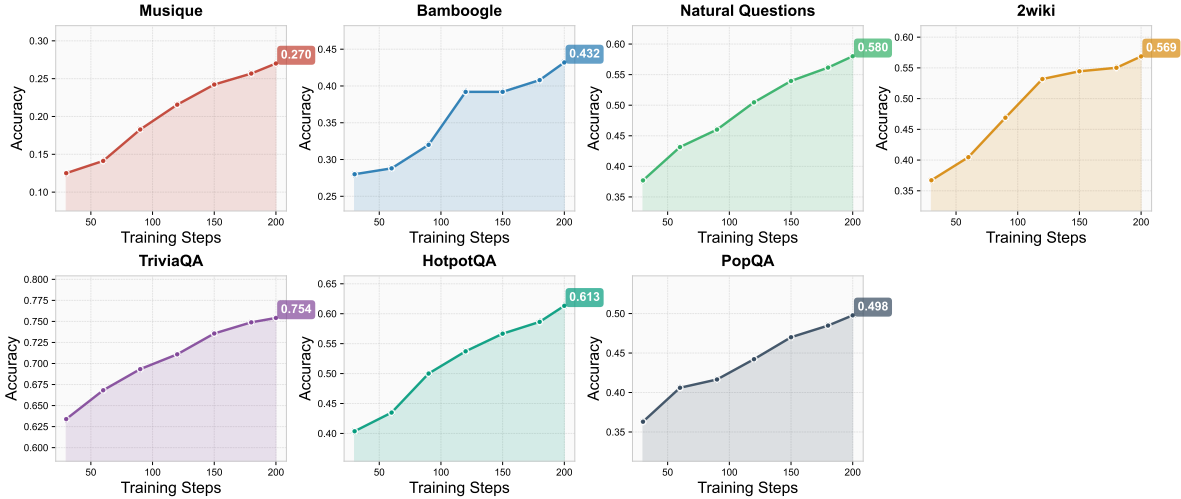 Musique
0.270
0.30
0.25
0.20
0.15
0.10
Accuracy
50 100 150 200
Training Steps
Bamboogle
0.432
0.45
0.40
0.35
0.30
0.25
Accuracy
50 100 150 200
Training Steps
Natural Questions
0.580
0.60
0.55
0.50
0.45
0.40
0.35
Accuracy
50 100 150 200
Training Steps
2wiki
0.569
0.60
0.55
0.50
0.45
0.40
0.35
Accuracy
50 100 150 200
Training Steps
TriviaQA
0.754
0.800
0.775
0.750
0.725
0.700
0.675
0.650
0.625
0.600
Accuracy
50 100 150 200
Training Steps
HotpotQA
0.613
0.65
0.60
0.55
0.50
0.45
0.40
Accuracy
50 100 150 200
Training Steps
PopQA
0.498
0.50
0.45
0.40
0.35
Accuracy
50 100 150 200
Training Steps